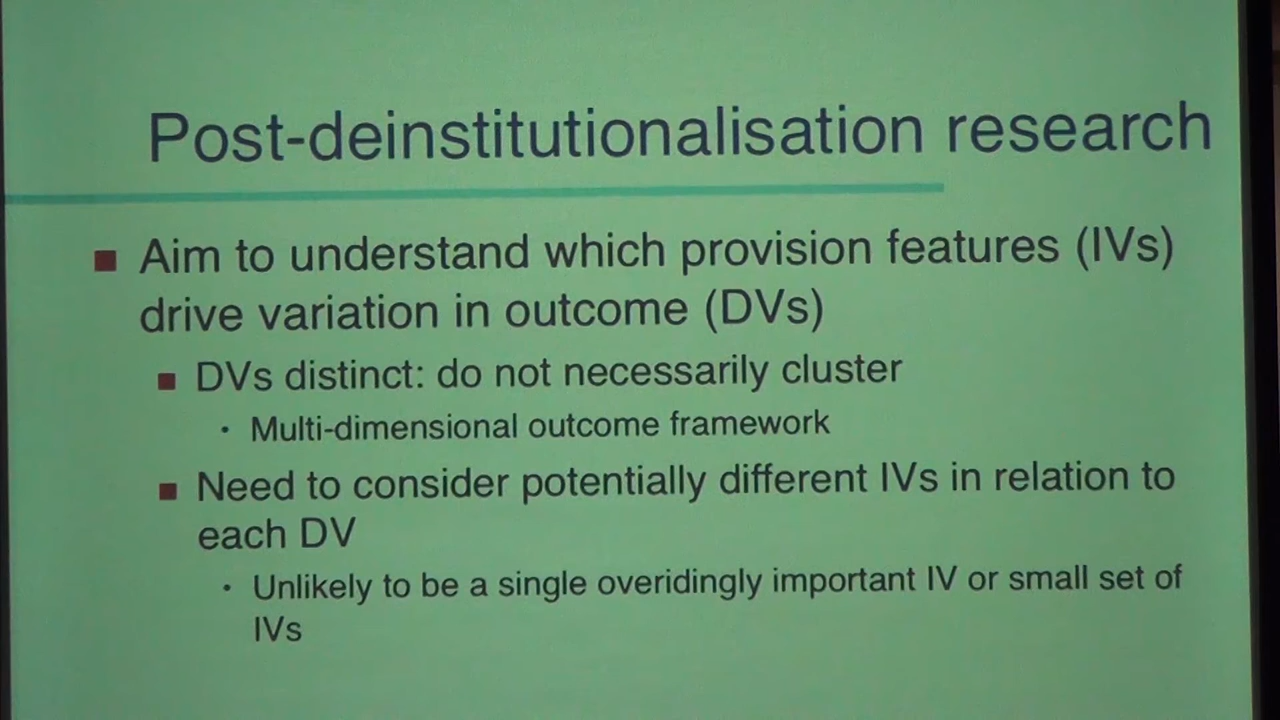 Post-deinstitutionalisation research
Aim to understand which provision features (IVs)
drive variation in outcome (DVs)
DVs distinct: do not necessarily cluster
Multi-dimensional outcome framework
Need to consider potentially different IVs in relation to
each DV
Unlikely to be a single overidingly important IV or small set of
IVs